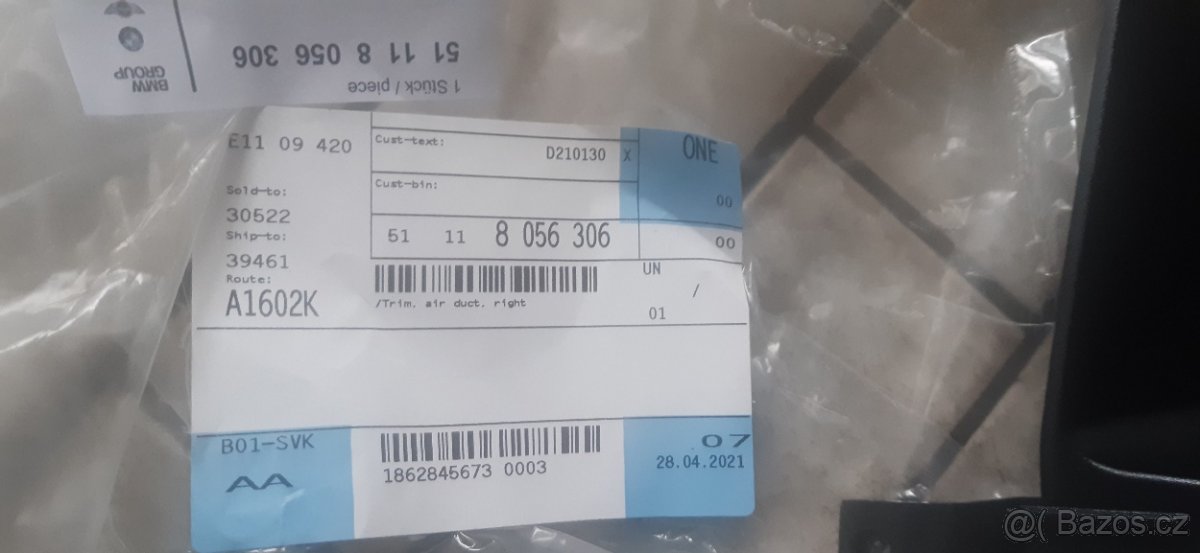 1 Stück / piece
51 11 8 056 306
BMW
GROUP
E11 09 420
Cust-text:
D210130 X
ONE
00
Sold-to:
30522
Cust-bin:
Ship-to:
39461
51 11 8 056 306
00
Route:
A1602K
/Trim. air duct. right
UN
/
01
B01-SVK
AA
1862845673 0003
07
28.04.2021
@( Bazos.cz